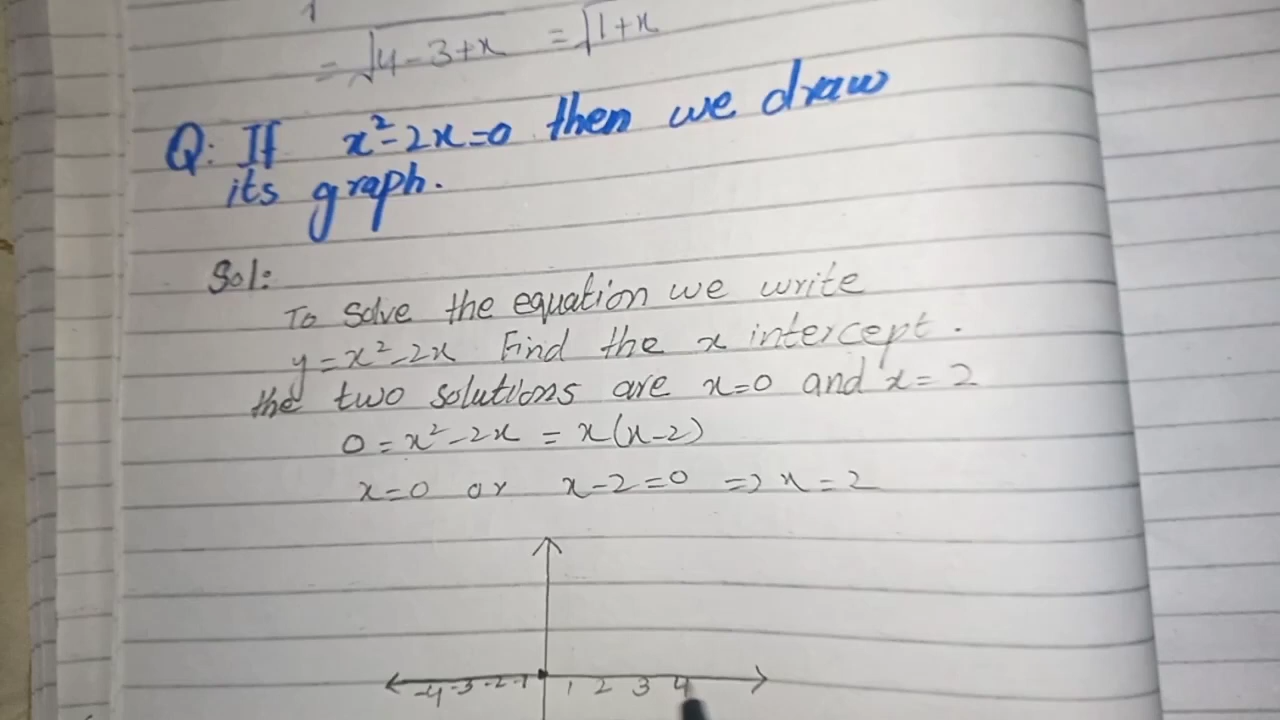 = √4-3+x = √1+x
Q: If x²-2x=0 then we draw
its graph.
Sol:
To solve the equation we write
y=x²-2x Find the x intercept.
the two solutions are x=0 and x=2
0=x²-2x = x(x-2)
x=0 or x-2=0 => x=2
-4 -3 -2 -1 1 2 3 4